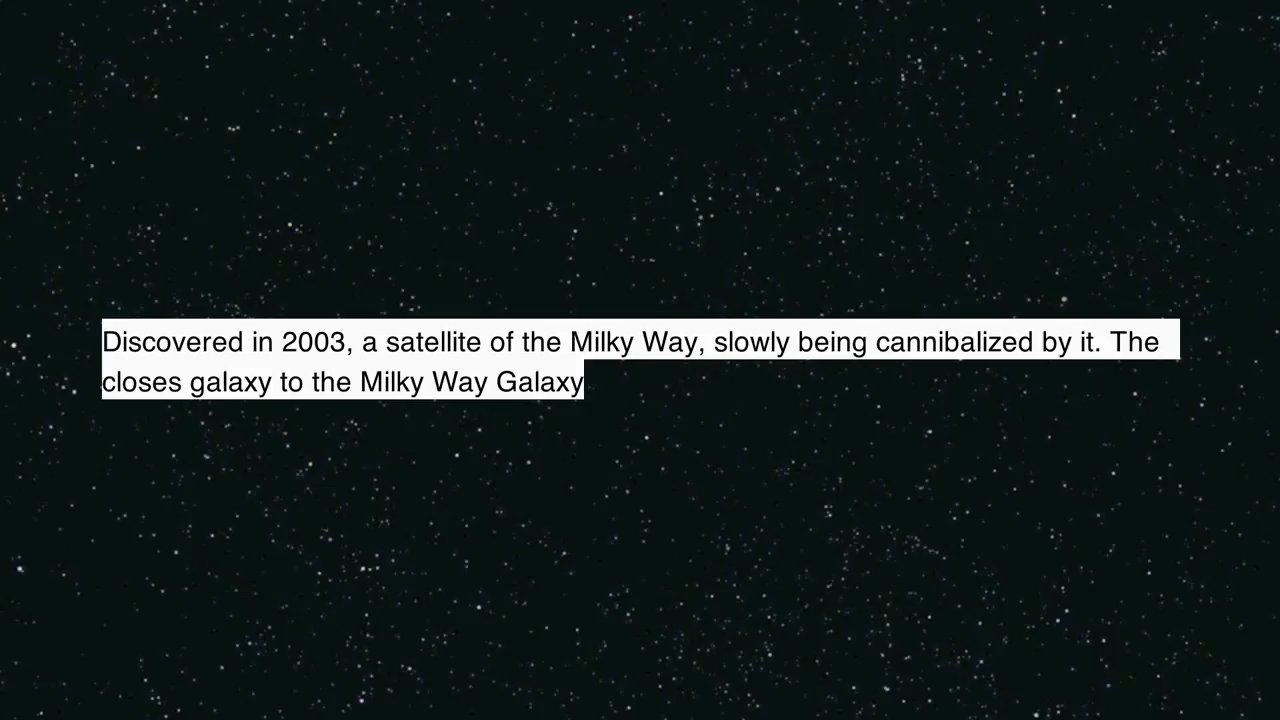 Discovered in 2003, a satellite of the Milky Way, slowly being cannibalized by it. The
closes galaxy to the Milky Way Galaxy